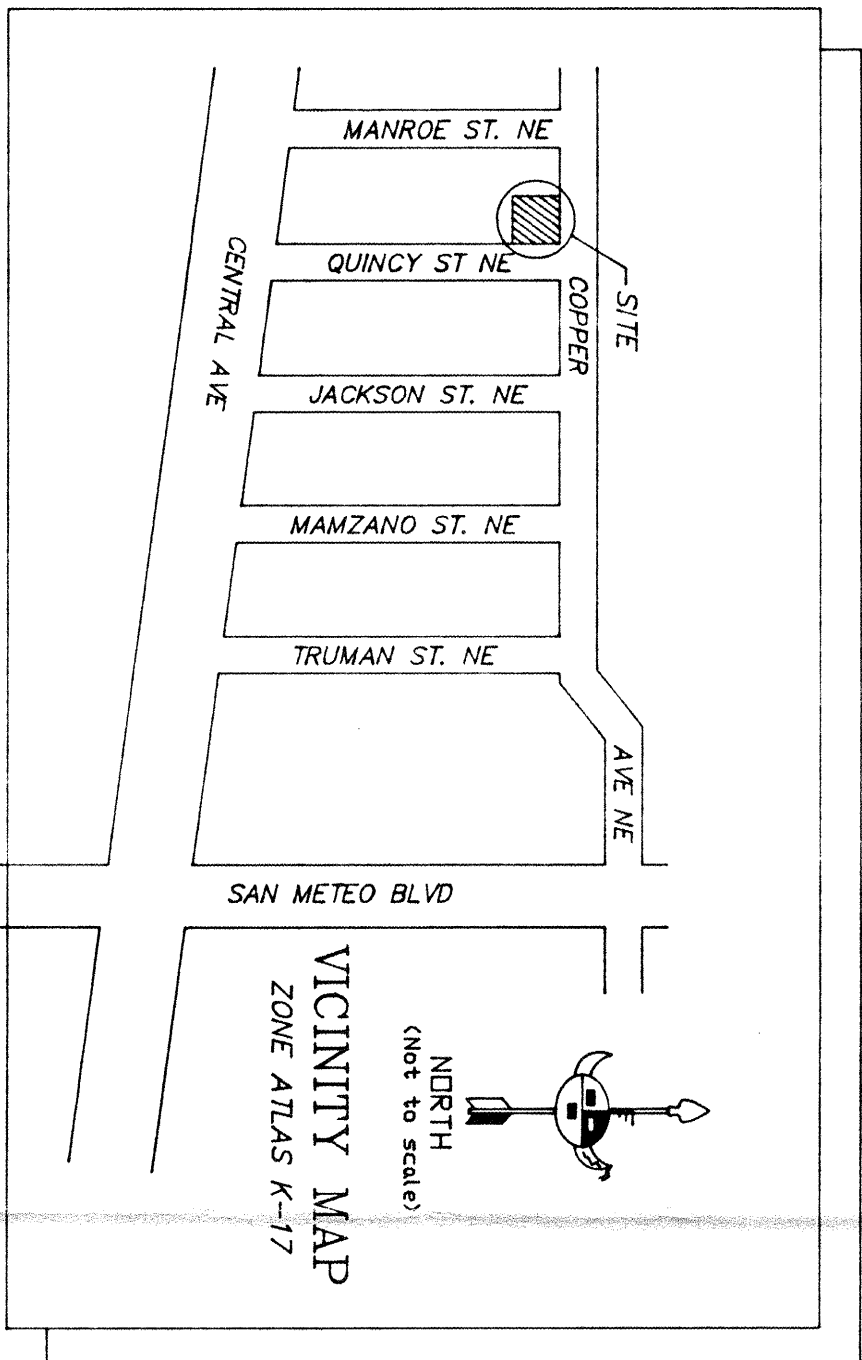 MANROE ST. NE
QUINCY ST NE
SITE
COPPER
CENTRAL AVE
JACKSON ST. NE
MAMZANO ST. NE
TRUMAN ST. NE
AVE NE
SAN METEO BLVD
NORTH
(Not to scale)
VICINITY MAP
ZONE ATLAS K-17